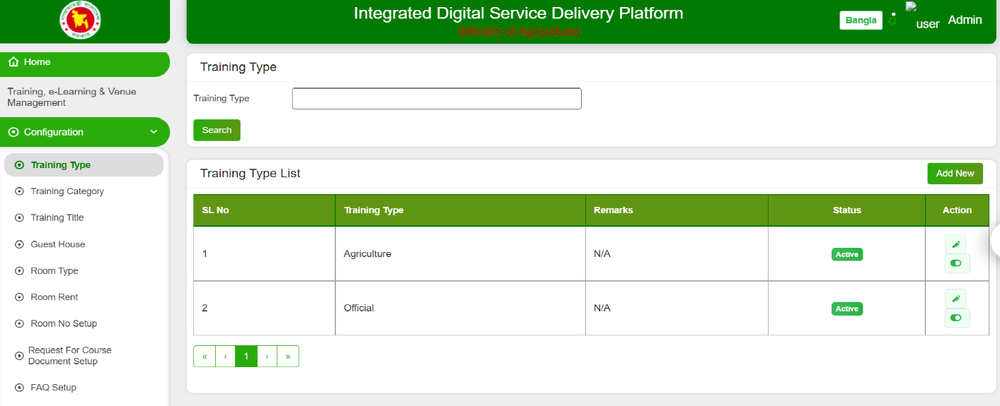 Integrated Digital Service Delivery Platform
(Ministry of Agriculture)
Bangla
user
Admin
Home
Training, e-Learning & Venue
Management
Configuration
Training Type
Training Category
Training Title
Guest House
Room Type
Room Rent
Room No Setup
Request For Course
Document Setup
FAQ Setup
Training Type
Training Type
Search
Training Type List
Add New
SL No Training Type Remarks Status Action
1 Agriculture N/A Active
2 Official N/A Active
« ‹ 1 › »